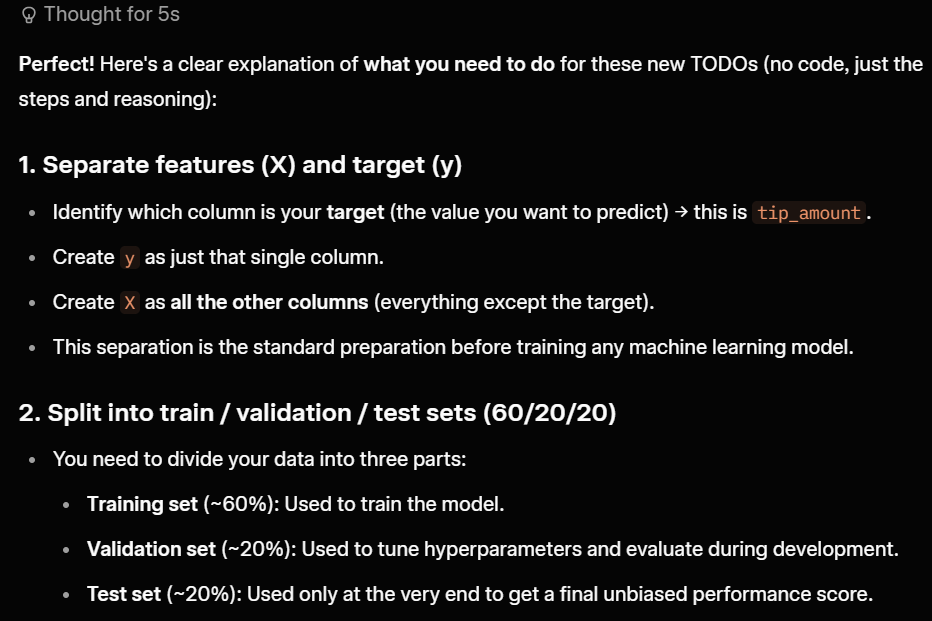 Thought for 5s
Perfect! Here's a clear explanation of what you need to do for these new TODOs (no code, just the
steps and reasoning):
1. Separate features (X) and target (y)
• Identify which column is your target (the value you want to predict) → this is tip_amount.
• Create y as just that single column.
• Create X as all the other columns (everything except the target).
• This separation is the standard preparation before training any machine learning model.
2. Split into train / validation / test sets (60/20/20)
• You need to divide your data into three parts:
• Training set (~60%): Used to train the model.
• Validation set (~20%): Used to tune hyperparameters and evaluate during development.
• Test set (~20%): Used only at the very end to get a final unbiased performance score.